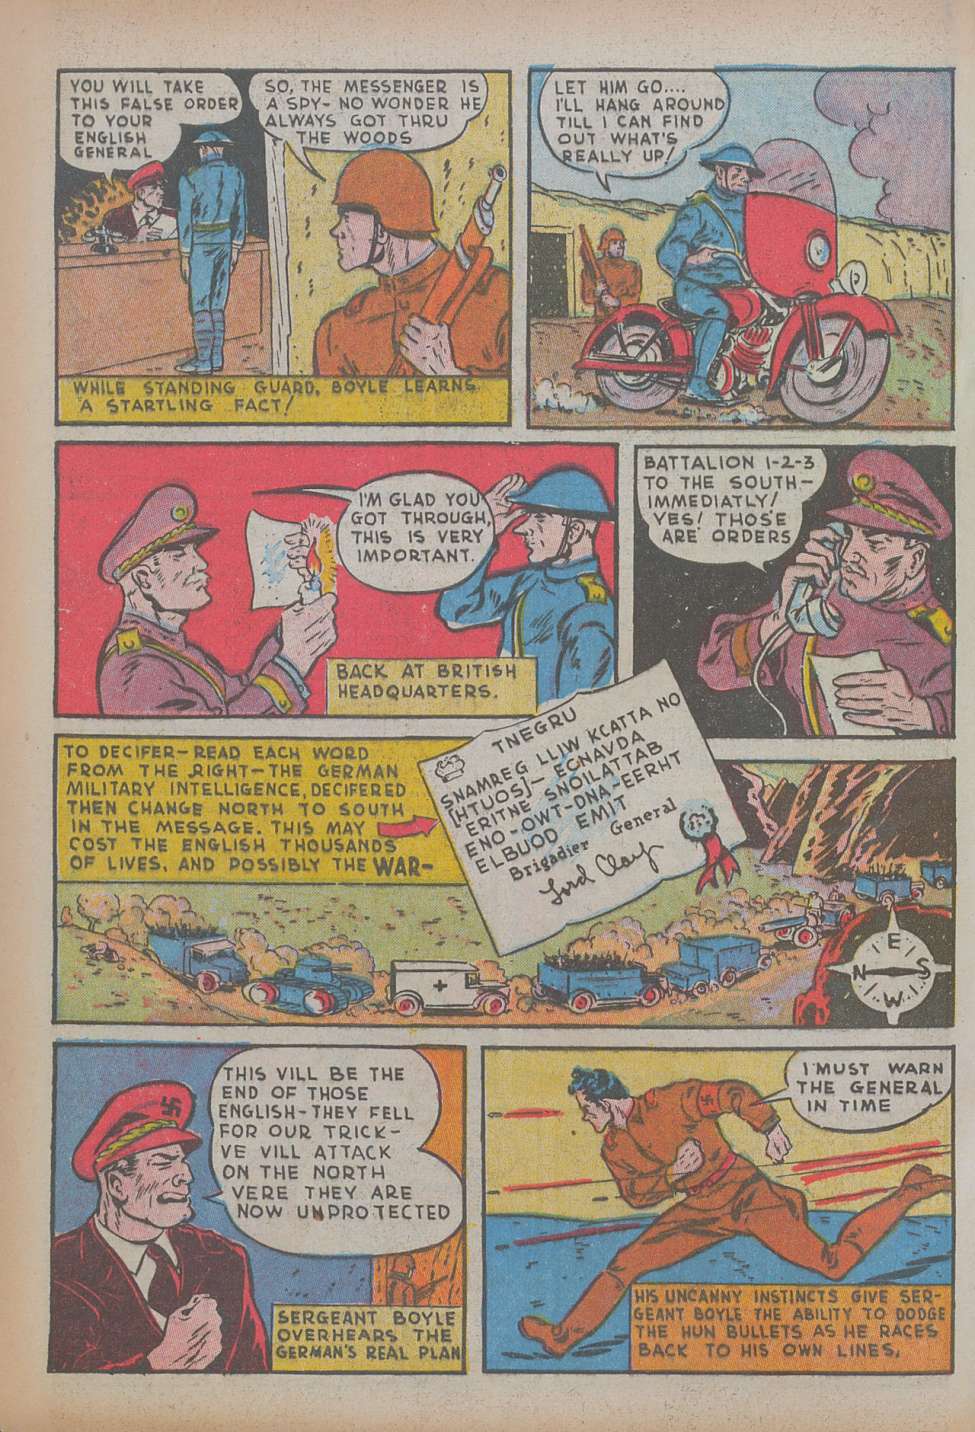 YOU WILL TAKE
THIS FALSE ORDER
TO YOUR
ENGLISH
GENERAL
SO, THE MESSENGER IS
A SPY- NO WONDER HE
ALWAYS GOT THRU
THE WOODS
WHILE STANDING GUARD, BOYLE LEARNS
A STARTLING FACT!
LET HIM GO....
I'LL HANG AROUND
TILL I CAN FIND
OUT WHAT'S
REALLY UP!
I'M GLAD YOU
GOT THROUGH,
THIS IS VERY
IMPORTANT.
BACK AT BRITISH
HEADQUARTERS.
BATTALION 1-2-3
TO THE SOUTH-
IMMEDIATLY!
YES! THOSE
ARE ORDERS
TO DECIFER-READ EACH WORD
FROM THE RIGHT-THE GERMAN
MILITARY INTELLIGENCE, DECIFERED
THEN CHANGE NORTH TO SOUTH
IN THE MESSAGE. THIS MAY
COST THE ENGLISH THOUSANDS
OF LIVES, AND POSSIBLY THE WAR-
TNEGRU
SNAMREG LLIW KCATTA NO
[HTUOS]- ECNAVDA
ERITNE SNOILATTAB
ENO-OWT-DNA-EERHT
ELBUOD EMIT
Brigadier General
Lord Clay
E
N S
W
THIS VILL BE THE
END OF THOSE
ENGLISH-THEY FELL
FOR OUR TRICK-
VE VILL ATTACK
ON THE NORTH
VERE THEY ARE
NOW UNPROTECTED
SERGEANT BOYLE
OVERHEARS THE
GERMAN'S REAL PLAN
I MUST WARN
THE GENERAL
IN TIME
HIS UNCANNY INSTINCTS GIVE SER-
GEANT BOYLE THE ABILITY TO DODGE
THE HUN BULLETS AS HE RACES
BACK TO HIS OWN LINES.